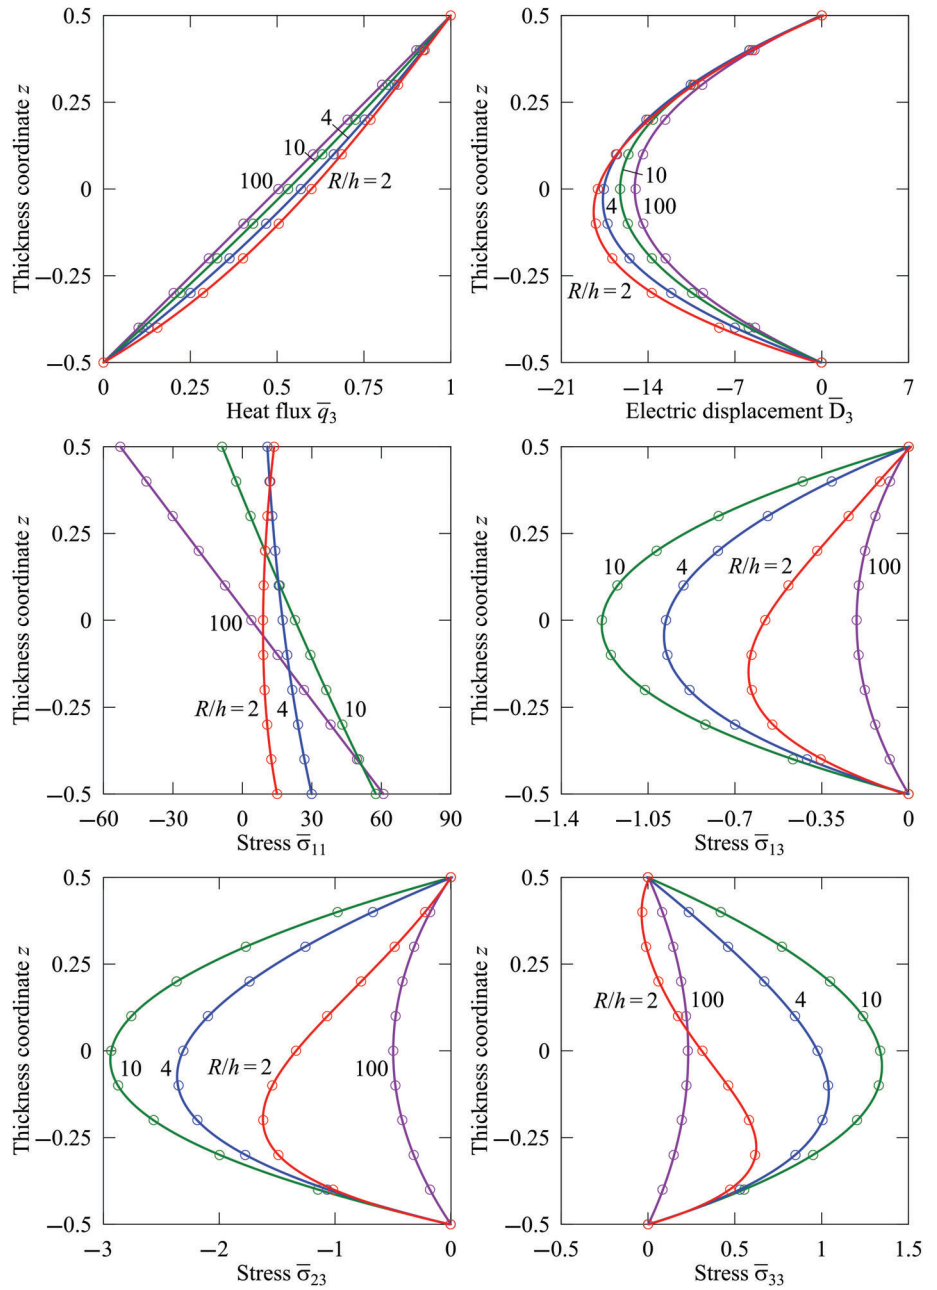 0.5
0.25
0
−0.25
−0.5
Thickness coordinate z
4
10
100
R/h = 2
0 0.25 0.5 0.75 1
Heat flux q̅3
0.5
0.25
0
−0.25
−0.5
Thickness coordinate z
10
4
100
R/h = 2
−21 −14 −7 0 7
Electric displacement D̅3
0.5
0.25
0
−0.25
−0.5
Thickness coordinate z
100
R/h = 2
4
10
−60 −30 0 30 60 90
Stress σ̅11
0.5
0.25
0
−0.25
−0.5
Thickness coordinate z
10
4
R/h = 2
100
−1.4 −1.05 −0.7 −0.35 0
Stress σ̅13
0.5
0.25
0
−0.25
−0.5
Thickness coordinate z
10
4
R/h = 2
100
−3 −2 −1 0
Stress σ̅23
0.5
0.25
0
−0.25
−0.5
Thickness coordinate z
R/h = 2
100
4
10
−0.5 0 0.5 1 1.5
Stress σ̅33